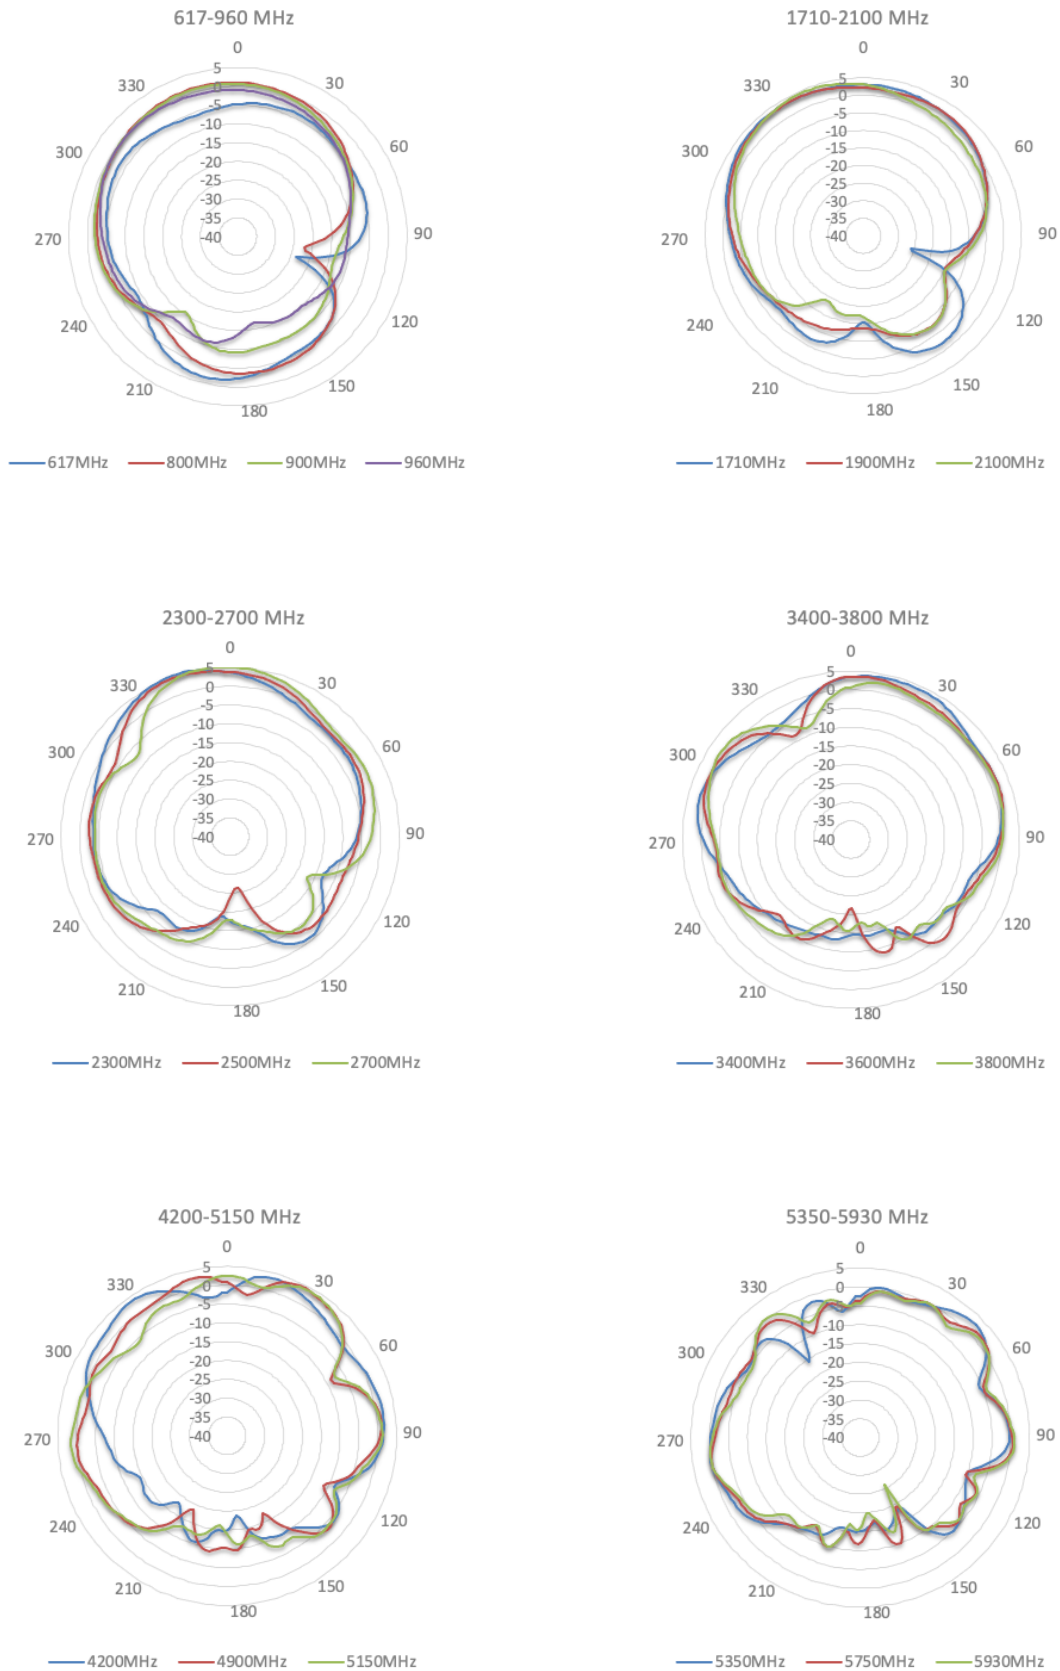 617-960 MHz
0
330 5 30
0
-5
-10
300 -15 60
-20
-25
-30
-35
270 -40 90
240 120
210 150
180
617MHz 800MHz 900MHz 960MHz
1710-2100 MHz
0
330 5 30
0
-5
-10
300 -15 60
-20
-25
-30
-35
270 -40 90
240 120
210 150
180
1710MHz 1900MHz 2100MHz
2300-2700 MHz
0
330 5 30
0
-5
-10
300 -15 60
-20
-25
-30
-35
270 -40 90
240 120
210 150
180
2300MHz 2500MHz 2700MHz
3400-3800 MHz
0
330 5 30
0
-5
-10
300 -15 60
-20
-25
-30
-35
270 -40 90
240 120
210 150
180
3400MHz 3600MHz 3800MHz
4200-5150 MHz
0
330 5 30
0
-5
-10
300 -15 60
-20
-25
-30
-35
270 -40 90
240 120
210 150
180
4200MHz 4900MHz 5150MHz
5350-5930 MHz
0
330 5 30
0
-5
-10
300 -15 60
-20
-25
-30
-35
270 -40 90
240 120
210 150
180
5350MHz 5750MHz 5930MHz